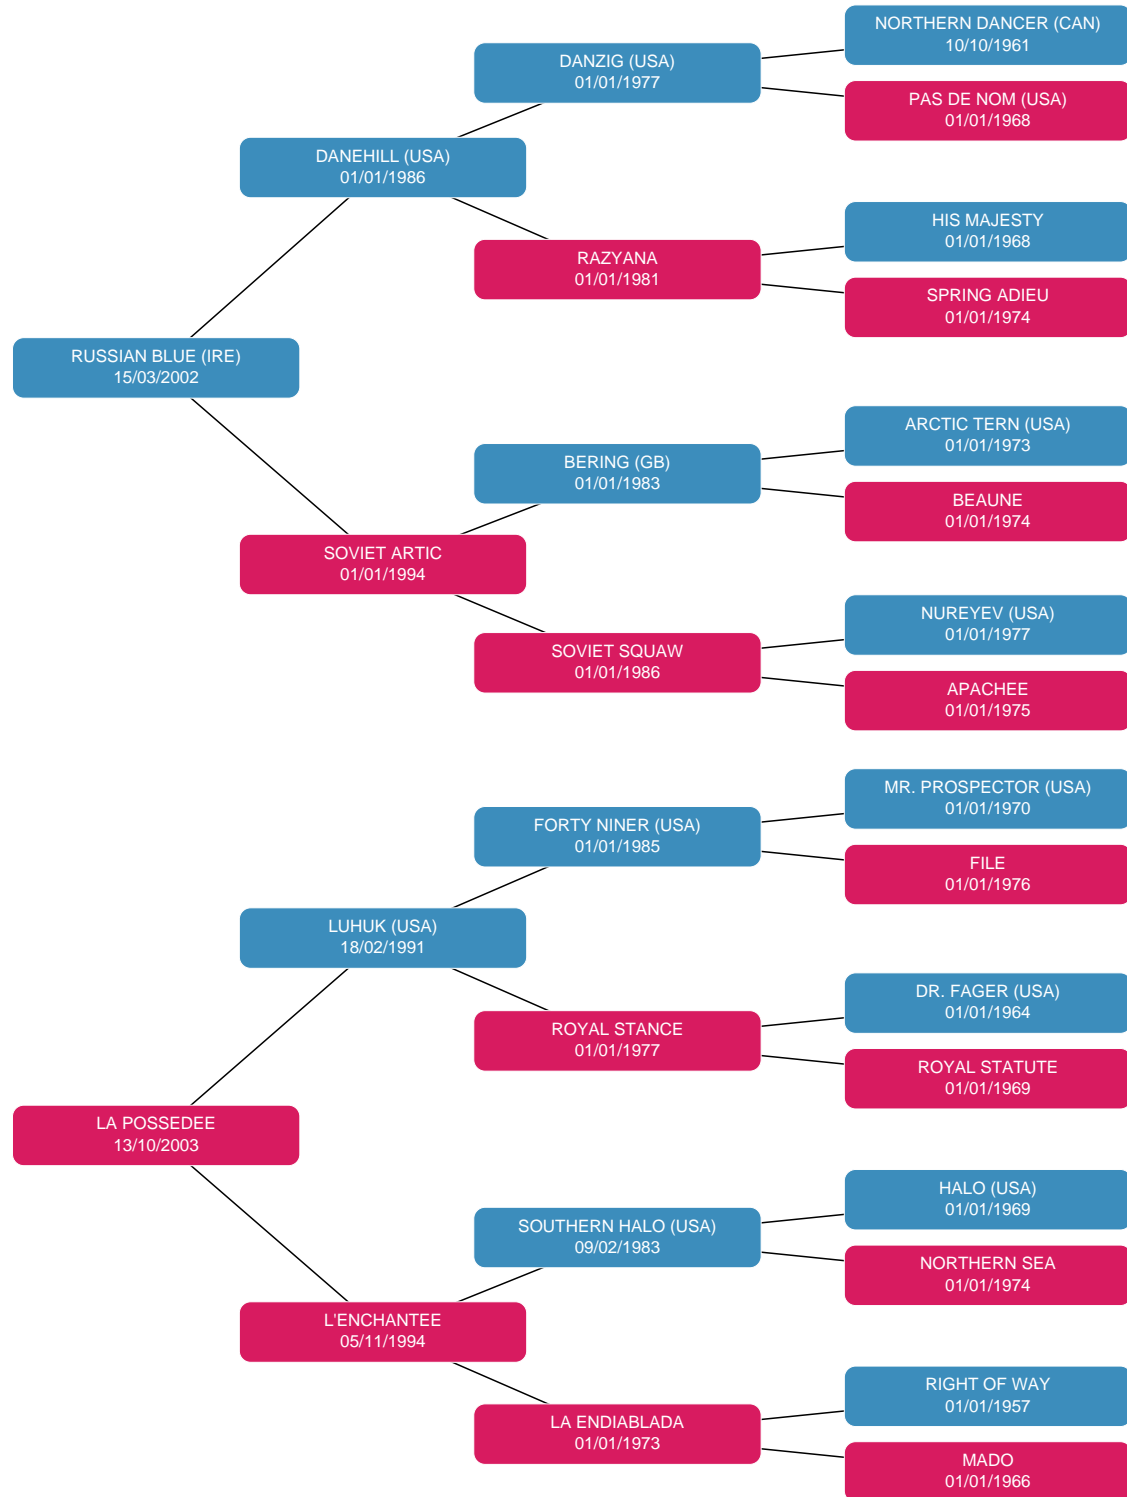 NORTHERN DANCER (CAN)
10/10/1961
DANZIG (USA)
01/01/1977
PAS DE NOM (USA)
01/01/1968
DANEHILL (USA)
01/01/1986
HIS MAJESTY
01/01/1968
RAZYANA
01/01/1981
SPRING ADIEU
01/01/1974
RUSSIAN BLUE (IRE)
15/03/2002
ARCTIC TERN (USA)
01/01/1973
BERING (GB)
01/01/1983
BEAUNE
01/01/1974
SOVIET ARTIC
01/01/1994
NUREYEV (USA)
01/01/1977
SOVIET SQUAW
01/01/1986
APACHEE
01/01/1975
MR. PROSPECTOR (USA)
01/01/1970
FORTY NINER (USA)
01/01/1985
FILE
01/01/1976
LUHUK (USA)
18/02/1991
DR. FAGER (USA)
01/01/1964
ROYAL STANCE
01/01/1977
ROYAL STATUTE
01/01/1969
LA POSSEDEE
13/10/2003
HALO (USA)
01/01/1969
SOUTHERN HALO (USA)
09/02/1983
NORTHERN SEA
01/01/1974
L'ENCHANTEE
05/11/1994
RIGHT OF WAY
01/01/1957
LA ENDIABLADA
01/01/1973
MADO
01/01/1966